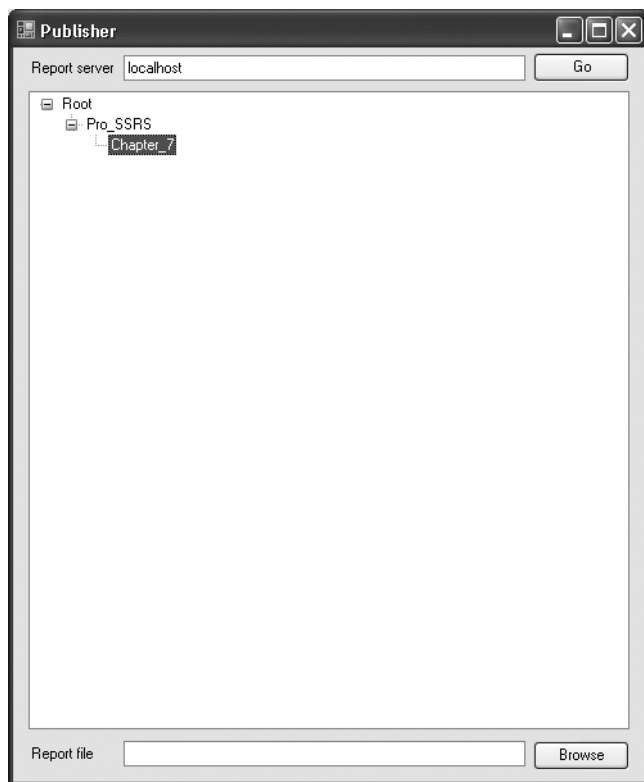 Publisher
Report server localhost Go
Root
Pro_SSRS
Chapter_7
Report file Browse